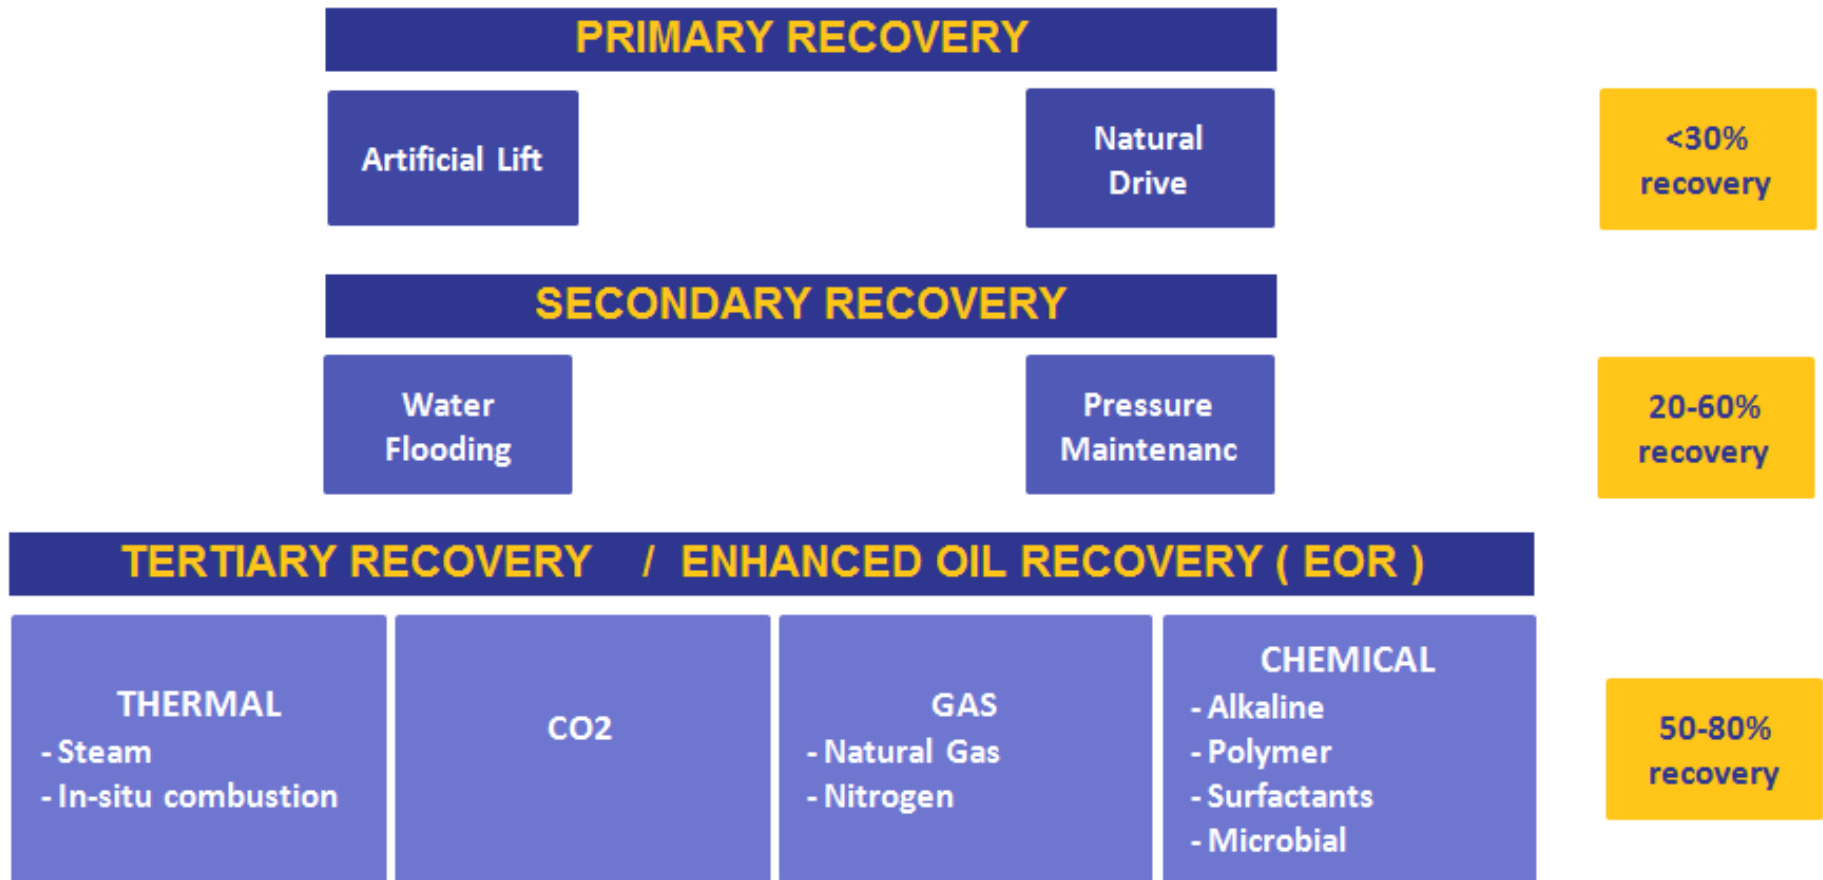 PRIMARY RECOVERY
Artificial Lift
Natural
Drive
<30%
recovery
SECONDARY RECOVERY
Water
Flooding
Pressure
Maintenanc
20-60%
recovery
TERTIARY RECOVERY / ENHANCED OIL RECOVERY ( EOR )
THERMAL
- Steam
- In-situ combustion
CO2
GAS
- Natural Gas
- Nitrogen
CHEMICAL
- Alkaline
- Polymer
- Surfactants
- Microbial
50-80%
recovery